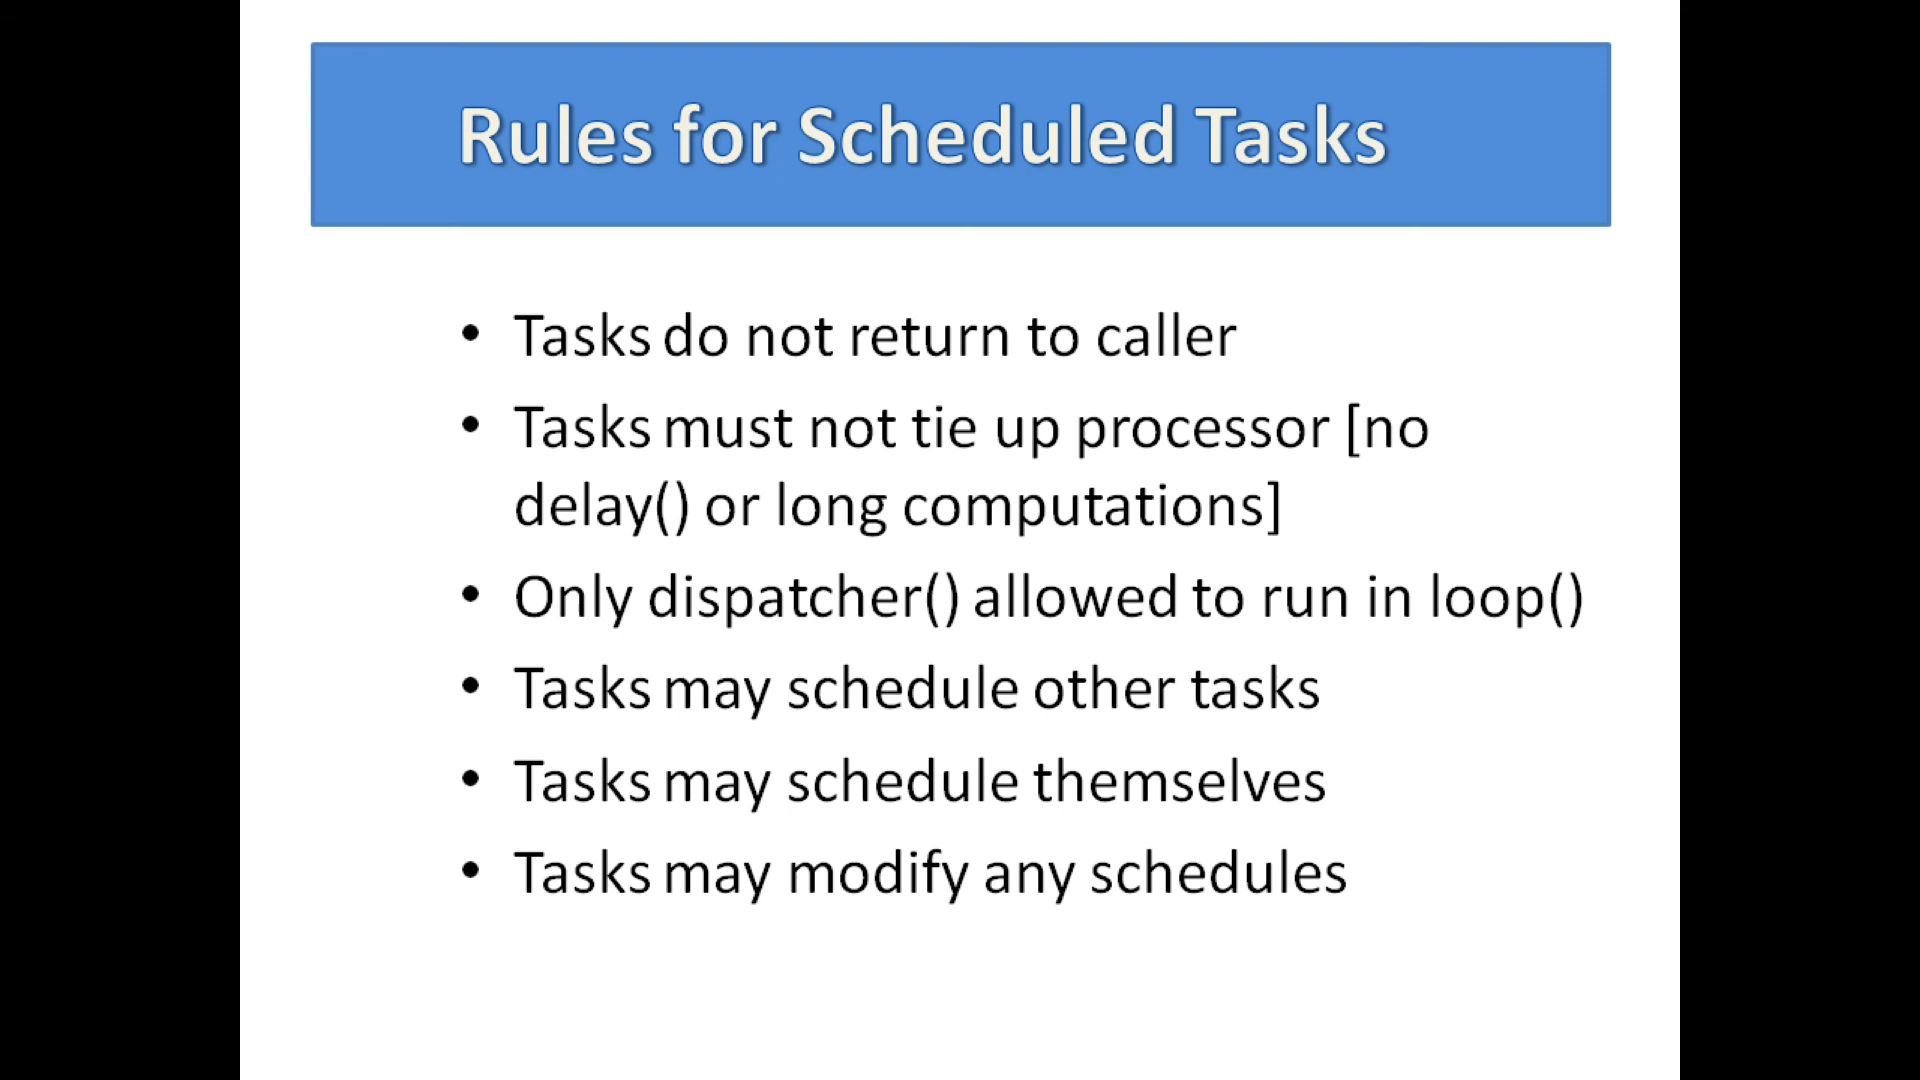 Rules for Scheduled Tasks
• Tasks do not return to caller
• Tasks must not tie up processor [no
delay() or long computations]
• Only dispatcher() allowed to run in loop()
• Tasks may schedule other tasks
• Tasks may schedule themselves
• Tasks may modify any schedules